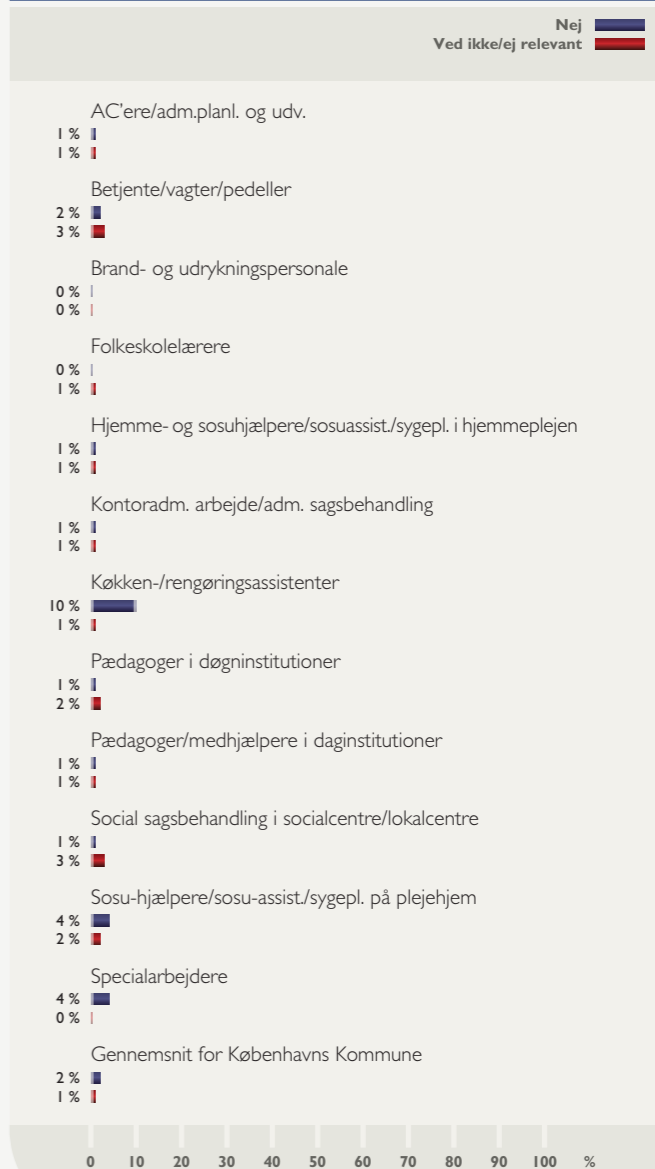 Nej
Ved ikke/ej relevant
AC'ere/adm.planl. og udv.
1 %
1 %
Betjente/vagter/pedeller
2 %
3 %
Brand- og udrykningspersonale
0 %
0 %
Folkeskolelærere
0 %
1 %
Hjemme- og sosuhjælpere/sosuassist./sygepl. i hjemmeplejen
1 %
1 %
Kontoradm. arbejde/adm. sagsbehandling
1 %
1 %
Køkken-/rengøringsassistenter
10 %
1 %
Pædagoger i døgninstitutioner
1 %
2 %
Pædagoger/medhjælpere i daginstitutioner
1 %
1 %
Social sagsbehandling i socialcentre/lokalcentre
1 %
3 %
Sosu-hjælpere/sosu-assist./sygepl. på plejehjem
4 %
2 %
Specialarbejdere
4 %
0 %
Gennemsnit for Københavns Kommune
2 %
1 %
0 10 20 30 40 50 60 70 80 90 100 %